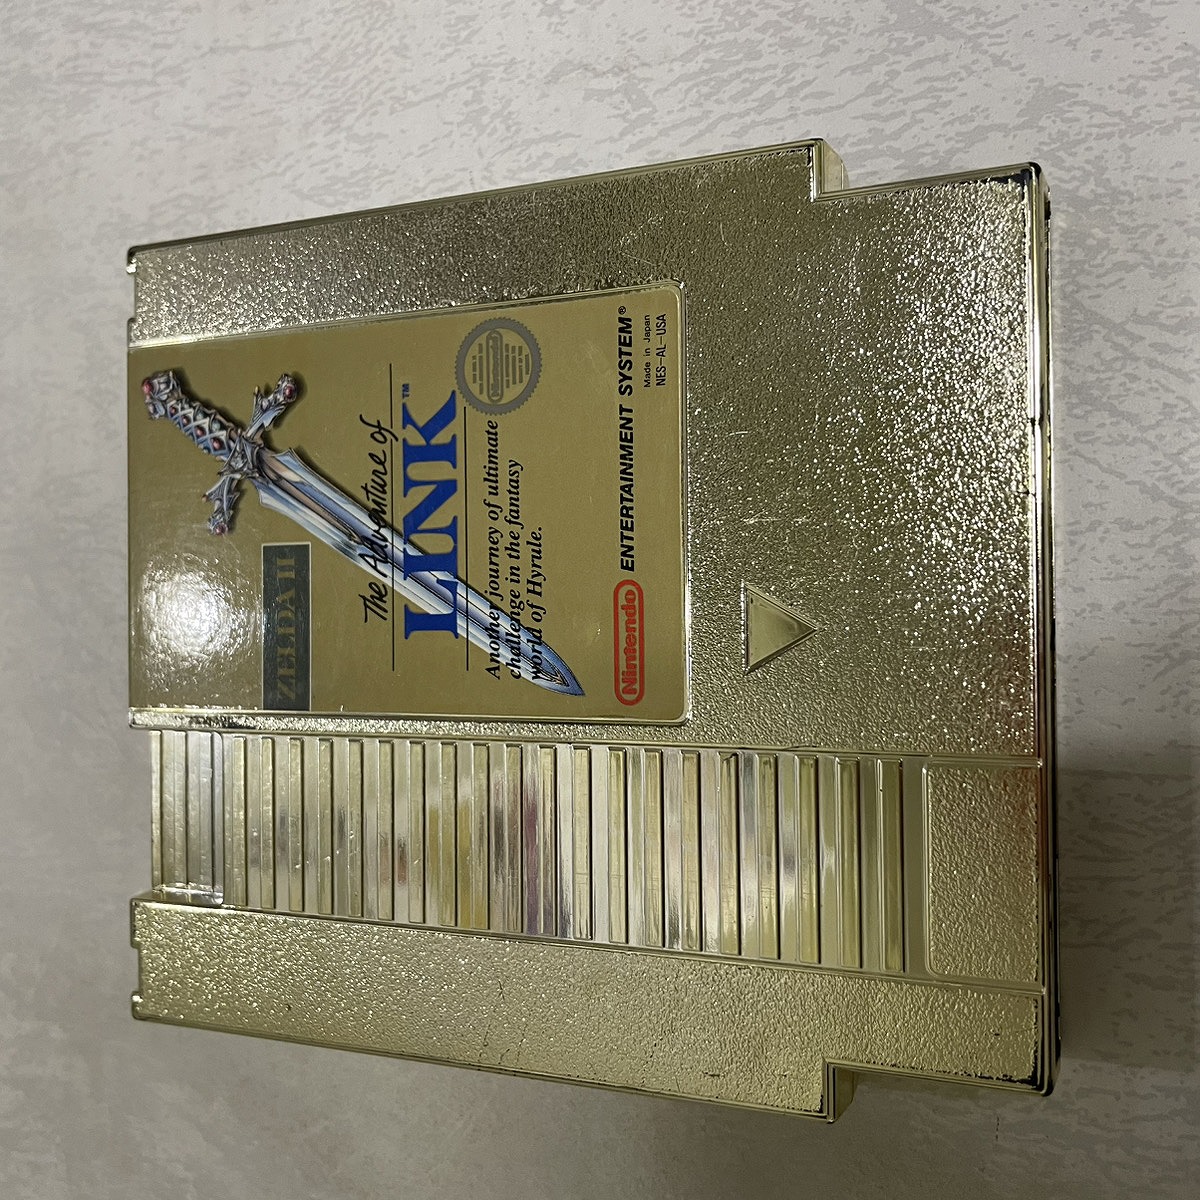 ZELDA II
The Adventure of
LINK™
Another journey of ultimate
challenge in the fantasy
world of Hyrule.
Nintendo ENTERTAINMENT SYSTEM®
Made in Japan
NES-AL-USA
Nintendo